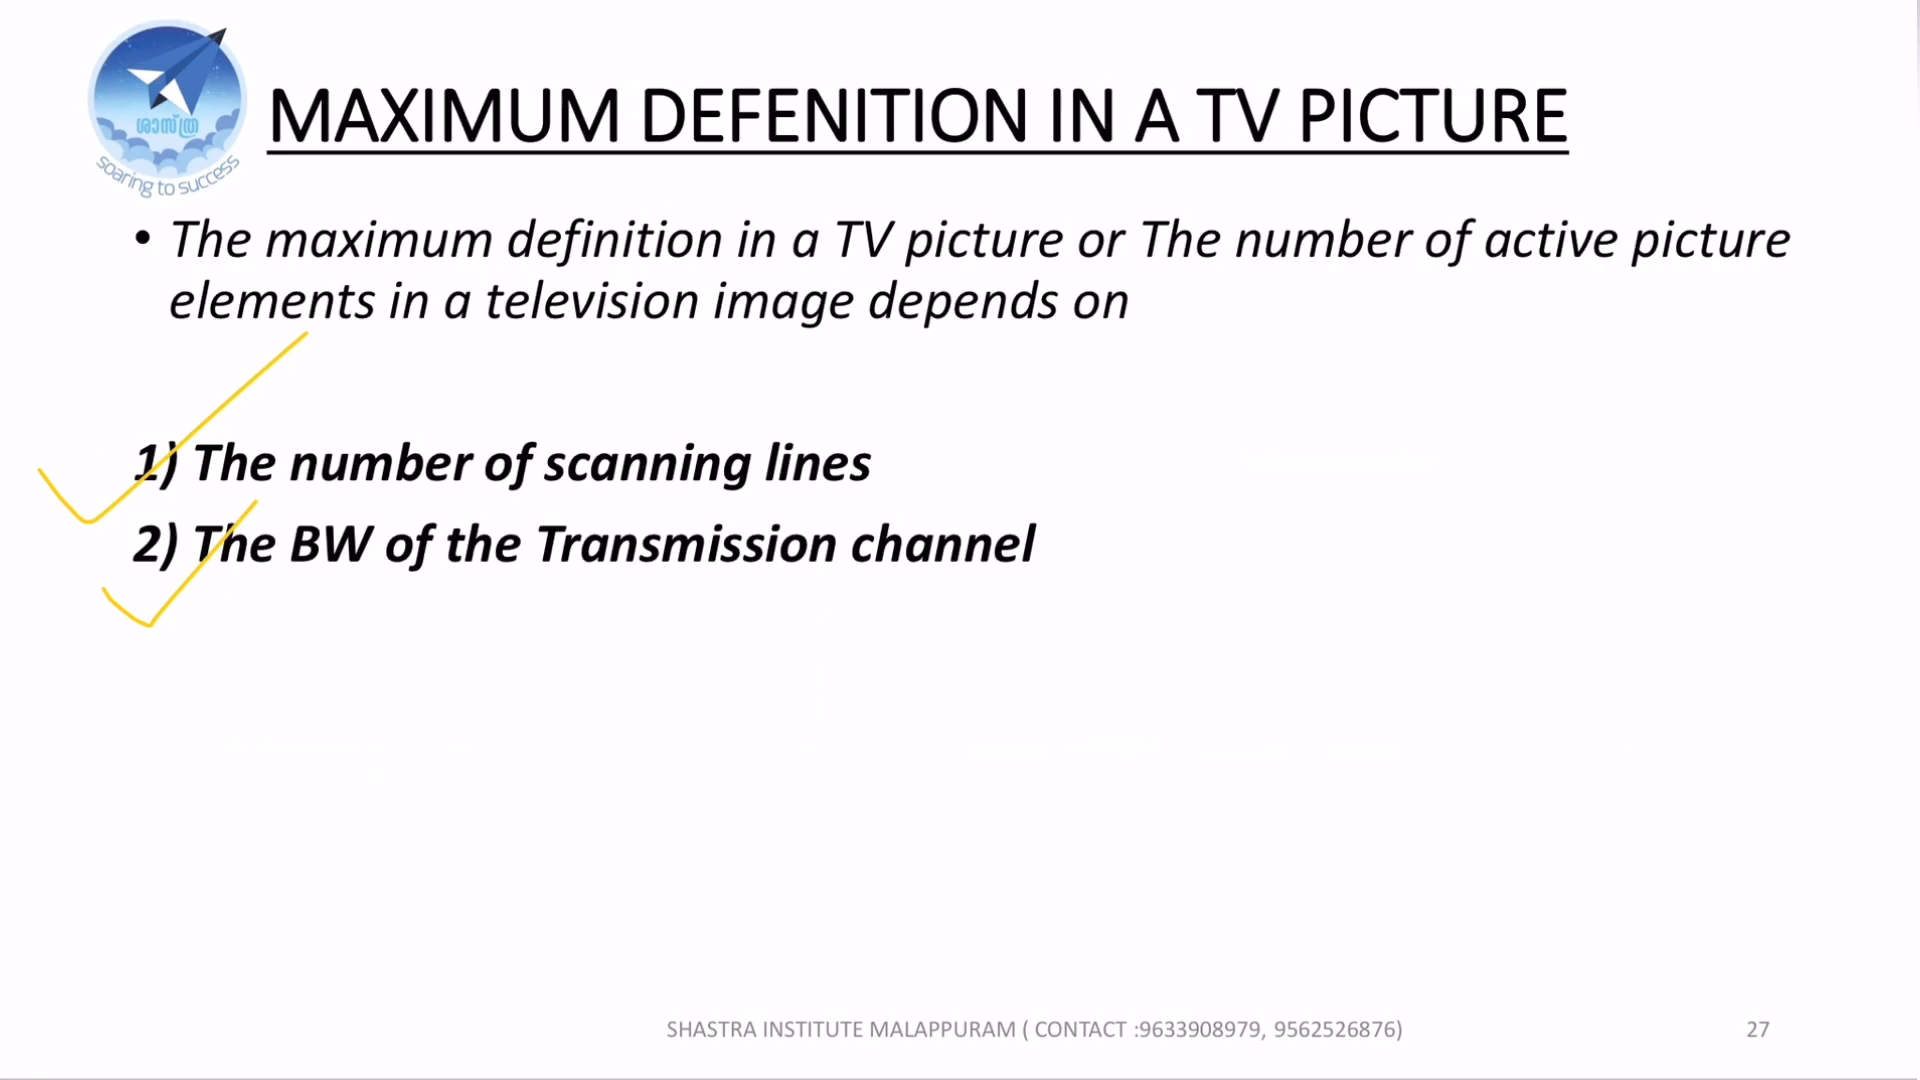 ശാസ്ത്ര
soaring to success
MAXIMUM DEFENITION IN A TV PICTURE
• The maximum definition in a TV picture or The number of active picture
elements in a television image depends on
1) The number of scanning lines
2) The BW of the Transmission channel
SHASTRA INSTITUTE MALAPPURAM ( CONTACT :9633908979, 9562526876)
27